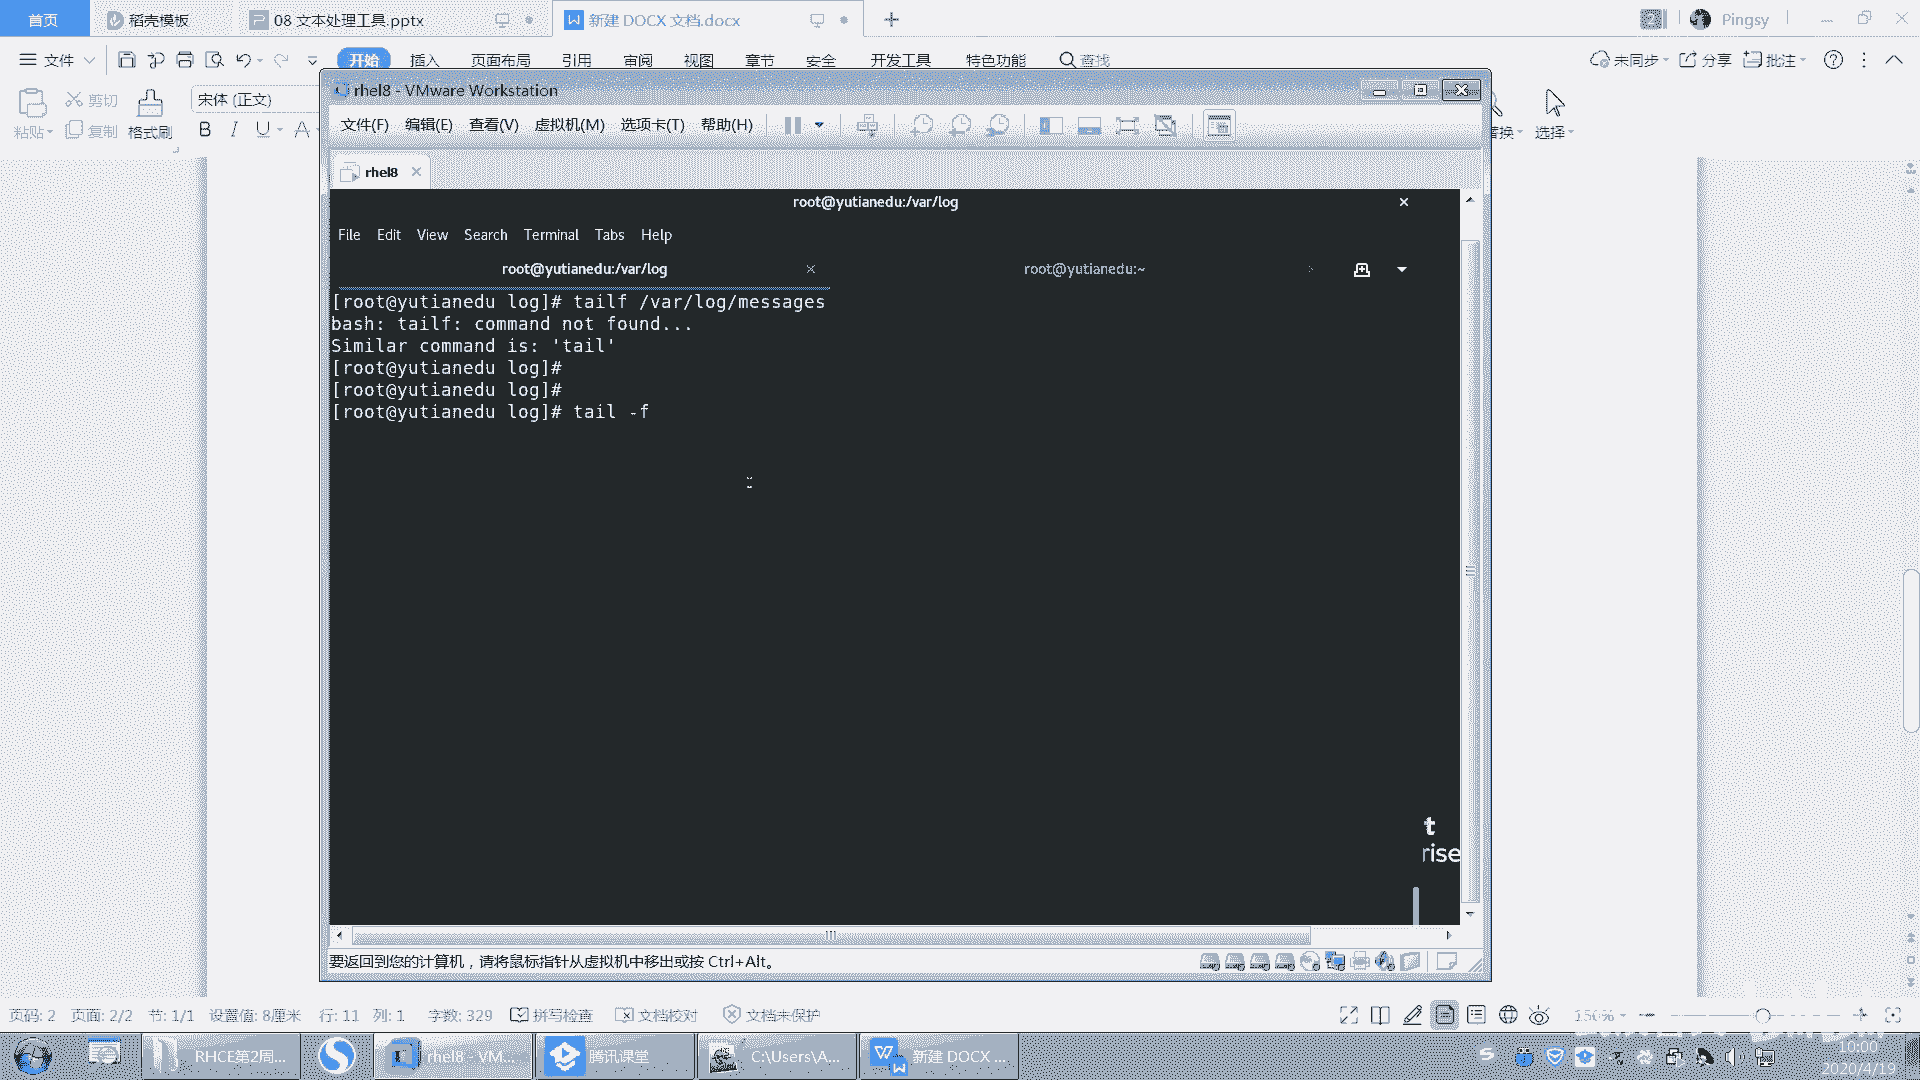 首页 稻壳模板 08 文本处理工具.pptx 新建 DOCX 文档.docx Pingsy
文件 开始 插入 页面布局 引用 审阅 视图 章节 安全 开发工具 特色功能 查找 未同步 分享 批注
粘贴 剪切 复制 格式刷 宋体 (正文) B I U A 替换 选择
rhel8 - VMware Workstation
文件(F) 编辑(E) 查看(V) 虚拟机(M) 选项卡(T) 帮助(H)
rhel8
root@yutianedu:/var/log
File Edit View Search Terminal Tabs Help
root@yutianedu:/var/log root@yutianedu:~
[root@yutianedu log]# tailf /var/log/messages
bash: tailf: command not found...
Similar command is: 'tail'
[root@yutianedu log]#
[root@yutianedu log]#
[root@yutianedu log]# tail -f
t
rise
要返回到您的计算机，请将鼠标指针从虚拟机中移出或按 Ctrl+Alt。
页码: 2 页面: 2/2 节: 1/1 设置值: 8厘米 行: 11 列: 1 字数: 329 拼写检查 文档校对 文档未保护 150%
RHCE第2周... rhel8 - VM... 腾讯课堂 C:\Users\A... 新建 DOCX ...
10:00
2020/4/19